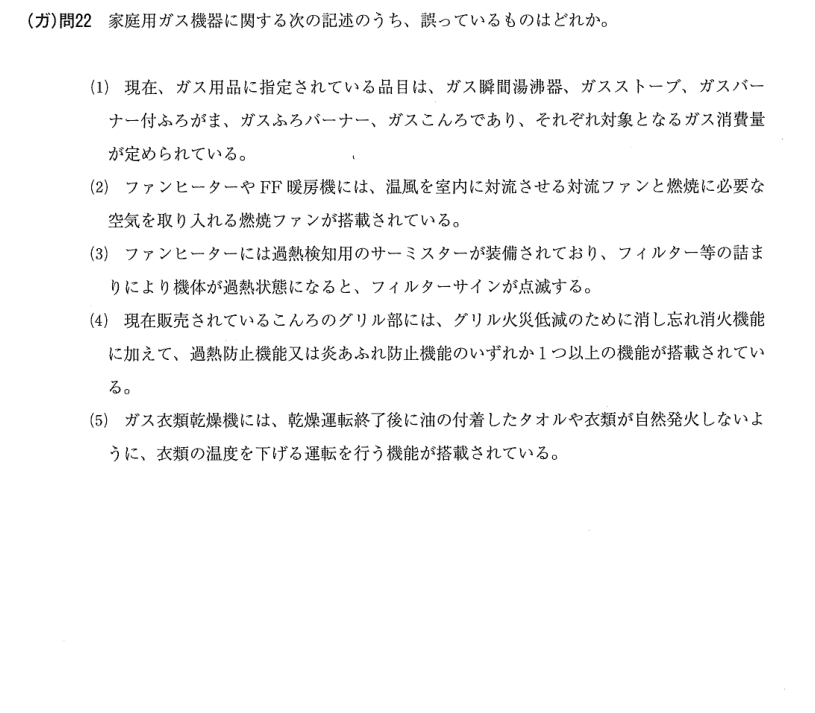 (ガ)問22 家庭用ガス機器に関する次の記述のうち、誤っているものはどれか。
(1) 現在、ガス用品に指定されている品目は、ガス瞬間湯沸器、ガスストーブ、ガスバー
ナー付ふろがま、ガスふろバーナー、ガスこんろであり、それぞれ対象となるガス消費量
が定められている。
(2) ファンヒーターやFF暖房機には、温風を室内に対流させる対流ファンと燃焼に必要な
空気を取り入れる燃焼ファンが搭載されている。
(3) ファンヒーターには過熱検知用のサーミスターが装備されており、フィルター等の詰ま
りにより機体が過熱状態になると、フィルターサインが点滅する。
(4) 現在販売されているこんろのグリル部には、グリル火災低減のために消し忘れ消火機能
に加えて、過熱防止機能又は炎あふれ防止機能のいずれか1つ以上の機能が搭載されてい
る。
(5) ガス衣類乾燥機には、乾燥運転終了後に油の付着したタオルや衣類が自然発火しないよ
うに、衣類の温度を下げる運転を行う機能が搭載されている。